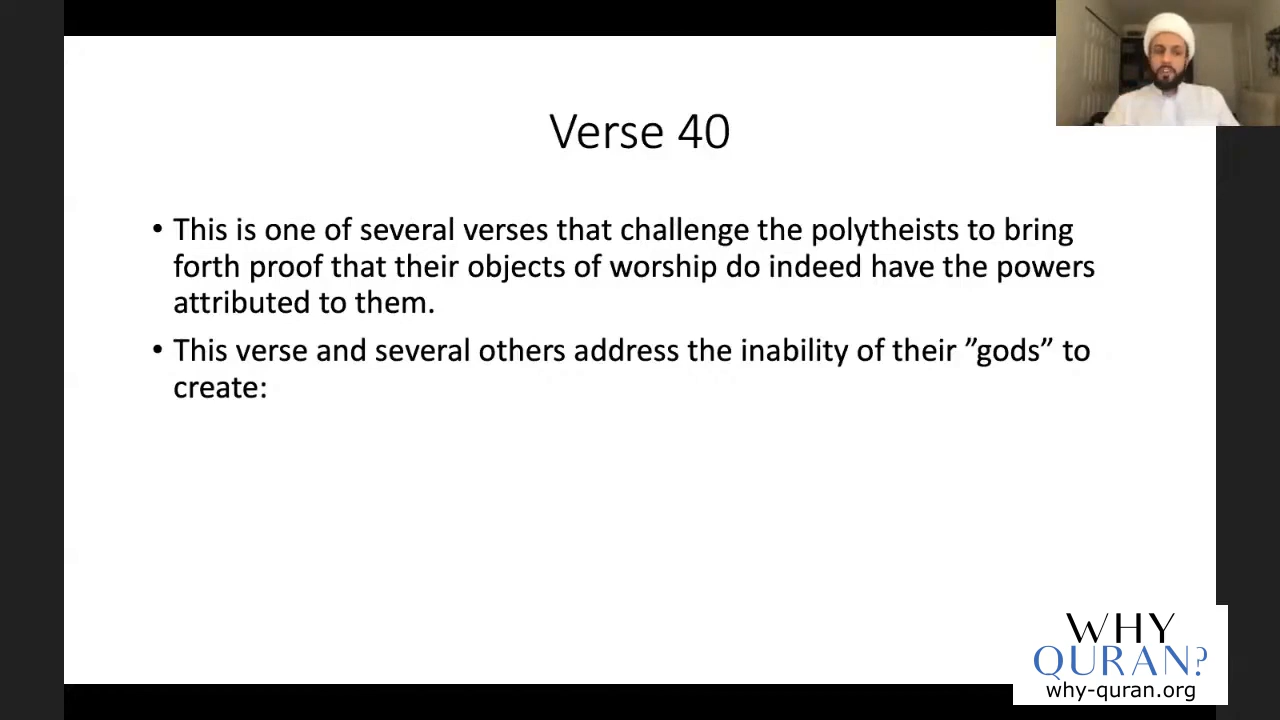 Verse 40
• This is one of several verses that challenge the polytheists to bring
forth proof that their objects of worship do indeed have the powers
attributed to them.
• This verse and several others address the inability of their ”gods” to
create:
WHY
QURAN?
why-quran.org